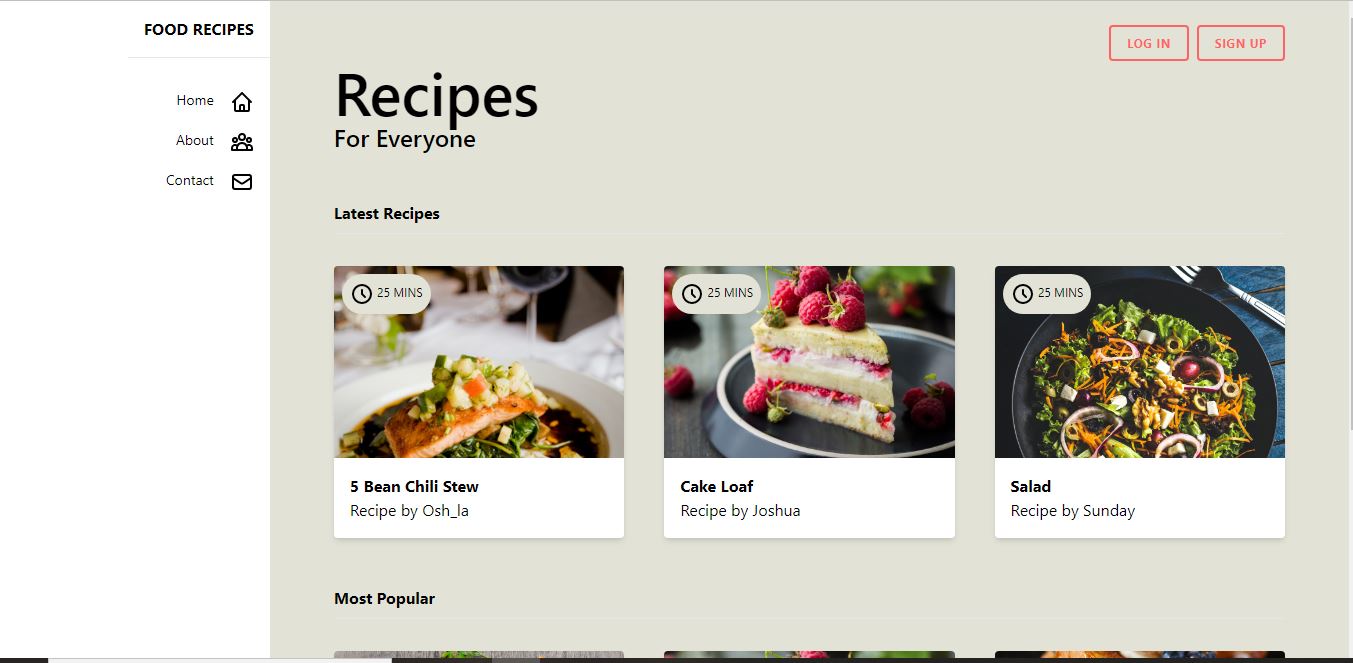 FOOD RECIPES
Home
About
Contact
LOG IN
SIGN UP
Recipes
For Everyone
Latest Recipes
25 MINS
25 MINS
25 MINS
5 Bean Chili Stew
Recipe by Osh_la
Cake Loaf
Recipe by Joshua
Salad
Recipe by Sunday
Most Popular